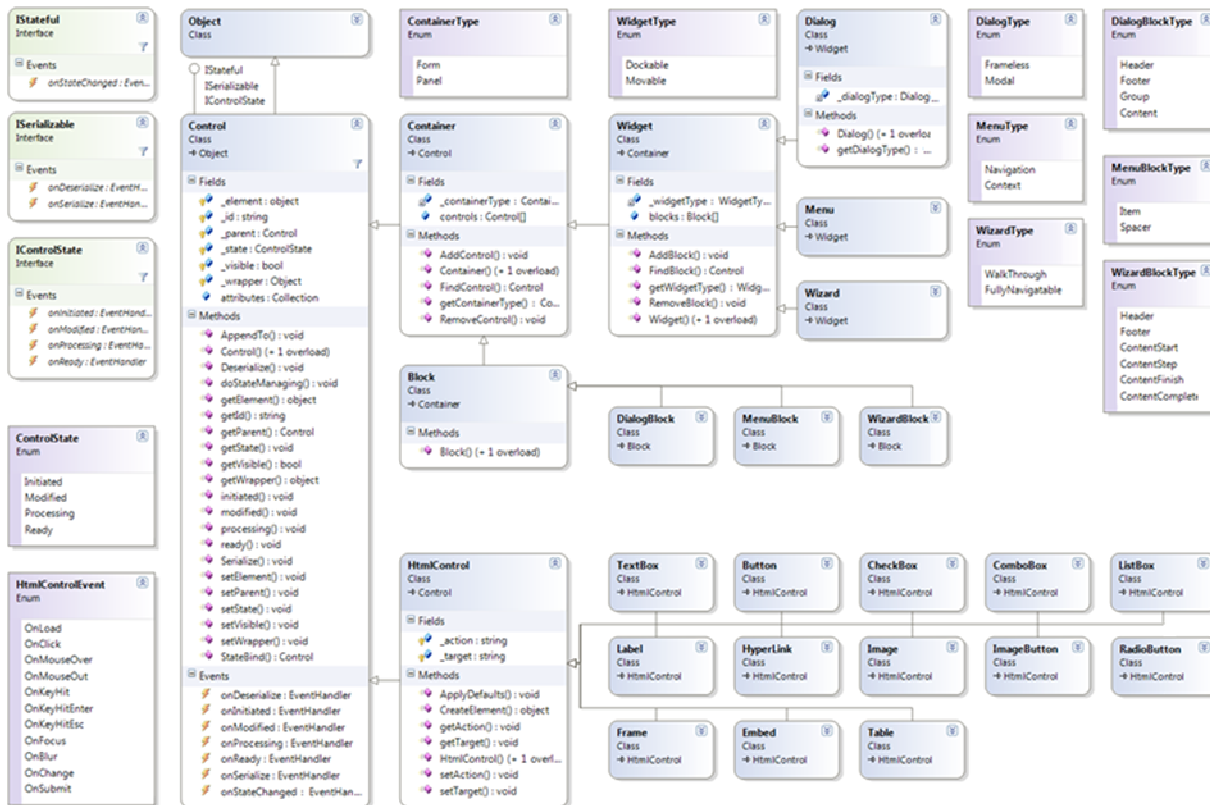 IStateful
Interface
Events
onStateChanged : Even...
ISerializable
Interface
Events
onDeserialize : EventH...
onSerialize : EventHan...
IControlState
Interface
Events
onInitiated : EventHand...
onModified : EventHan...
onProcessing : EventHa...
onReady : EventHandler
ControlState
Enum
Initiated
Modified
Processing
Ready
HtmlControlEvent
Enum
OnLoad
OnClick
OnMouseOver
OnMouseOut
OnKeyHit
OnKeyHitEnter
OnKeyHitEsc
OnFocus
OnBlur
OnChange
OnSubmit
Object
Class
IStateful
ISerializable
IControlState
Control
Class
Object
Fields
_element : object
_id : string
_parent : Control
_state : ControlState
_visible : bool
_wrapper : Object
attributes : Collection
Methods
AppendTo() : void
Control() (+ 1 overload)
Deserialize() : void
doStateManaging() : void
getElement() : object
getId() : string
getParent() : Control
getState() : void
getVisible() : bool
getWrapper() : object
initiated() : void
modified() : void
processing() : void
ready() : void
Serialize() : void
setElement() : void
setParent() : void
setState() : void
setVisible() : void
setWrapper() : void
StateBind() : Control
Events
onDeserialize : EventHandler
onInitiated : EventHandler
onModified : EventHandler
onProcessing : EventHandler
onReady : EventHandler
onSerialize : EventHandler
onStateChanged : EventHan...
ContainerType
Enum
Form
Panel
Container
Class
Control
Fields
_containerType : Contai...
controls : Control[]
Methods
AddControl() : void
Container() (+ 1 overload)
FindControl() : Control
getContainerType() : Co...
RemoveControl() : void
Block
Class
Container
Methods
Block() (+ 1 overload)
HtmlControl
Class
Control
Fields
_action : string
_target : string
Methods
ApplyDefaults() : void
CreateElement() : object
getAction() : void
getTarget() : void
HtmlControl() (+ 1 overl...
setAction() : void
setTarget() : void
WidgetType
Enum
Dockable
Movable
Widget
Class
Container
Fields
_widgetType : WidgetTy...
blocks : Block[]
Methods
AddBlock() : void
FindBlock() : Control
getWidgetType() : Widg...
RemoveBlock() : void
Widget() (+ 1 overload)
Dialog
Class
Widget
Fields
_dialogType : Dialog...
Methods
Dialog() (+ 1 overloa
getDialogType() : ...
Menu
Class
Widget
Wizard
Class
Widget
DialogType
Enum
Frameless
Modal
MenuType
Enum
Navigation
Context
WizardType
Enum
WalkThrough
FullyNavigatable
DialogBlockType
Enum
Header
Footer
Group
Content
MenuBlockType
Enum
Item
Spacer
WizardBlockType
Enum
Header
Footer
ContentStart
ContentStep
ContentFinish
ContentComplete
DialogBlock
Class
Block
MenuBlock
Class
Block
WizardBlock
Class
Block
TextBox
Class
HtmlControl
Button
Class
HtmlControl
CheckBox
Class
HtmlControl
ComboBox
Class
HtmlControl
ListBox
Class
HtmlControl
Label
Class
HtmlControl
HyperLink
Class
HtmlControl
Image
Class
HtmlControl
ImageButton
Class
HtmlControl
RadioButton
Class
HtmlControl
Frame
Class
HtmlControl
Embed
Class
HtmlControl
Table
Class
HtmlControl